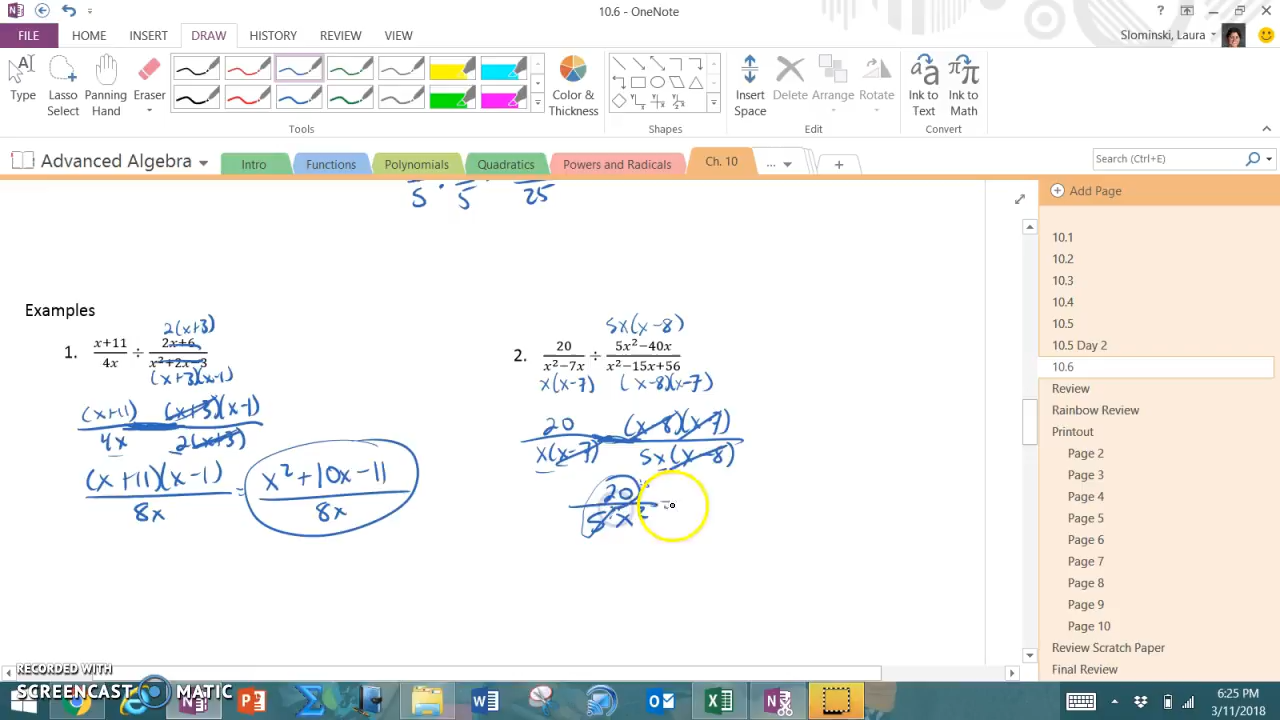 10.6 - OneNote
FILE HOME INSERT DRAW HISTORY REVIEW VIEW
Slominski, Laura
Type Lasso Select Panning Hand Eraser Color & Thickness Insert Space Delete Arrange Rotate Ink to Text Ink to Math
Tools Shapes Edit Convert
Advanced Algebra Intro Functions Polynomials Quadratics Powers and Radicals Ch. 10 ... +
Search (Ctrl+E)
Add Page
10.1
10.2
10.3
10.4
10.5
10.5 Day 2
10.6
Review
Rainbow Review
Printout
Page 2
Page 3
Page 4
Page 5
Page 6
Page 7
Page 8
Page 9
Page 10
Review Scratch Paper
Final Review
5 · 5 · 25
Examples
2(x+3)
1. x+11/4x ÷ 2x+6/x²+2x−3
(x+3)(x-1)
(x+11) (x+3)(x-1)
4x 2(x+3)
(x+11)(x-1)/8x = x²+10x-11/8x
5x(x-8)
2. 20/x²−7x ÷ 5x²−40x/x²−15x+56
x(x-7) (x-8)(x-7)
20 (x-8)(x-7)
x(x-7) 5x(x-8)
20
5x² =
RECORDED WITH
SCREENCAST MATIC
6:25 PM
3/11/2018